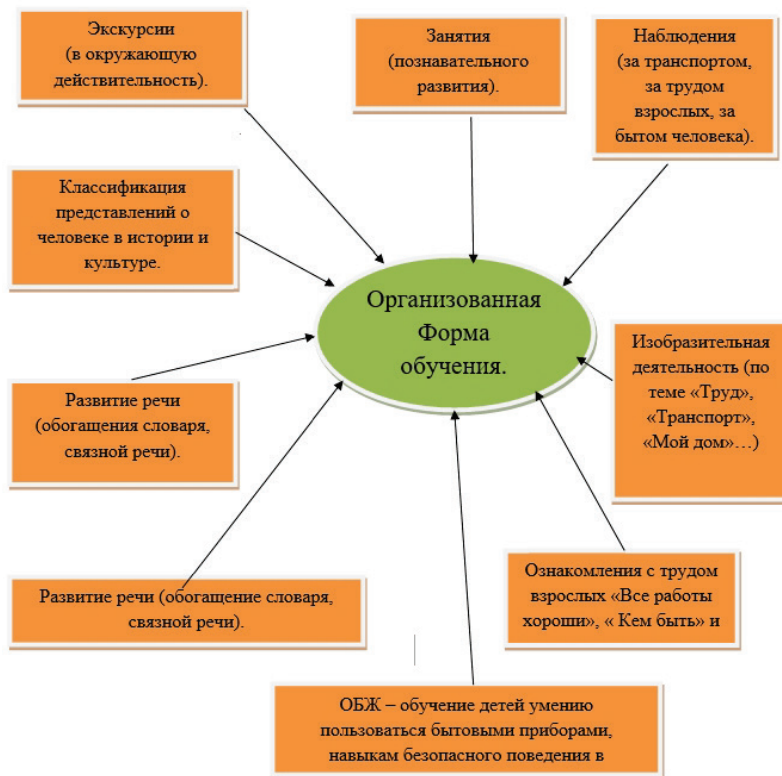 Экскурсии
(в окружающую
действительность).
Занятия
(познавательного
развития).
Наблюдения
(за транспортом,
за трудом
взрослых, за
бытом человека).
Классификация
представлений о
человеке в истории и
культуре.
Организованная
Форма
обучения.
Изобразительная
деятельность (по
теме «Труд»,
«Транспорт»,
«Мой дом»…)
Развитие речи
(обогащения словаря,
связной речи).
Развитие речи (обогащение словаря,
связной речи).
Ознакомления с трудом
взрослых «Все работы
хороши», « Кем быть» и
ОБЖ – обучение детей умению
пользоваться бытовыми приборами,
навыкам безопасного поведения в